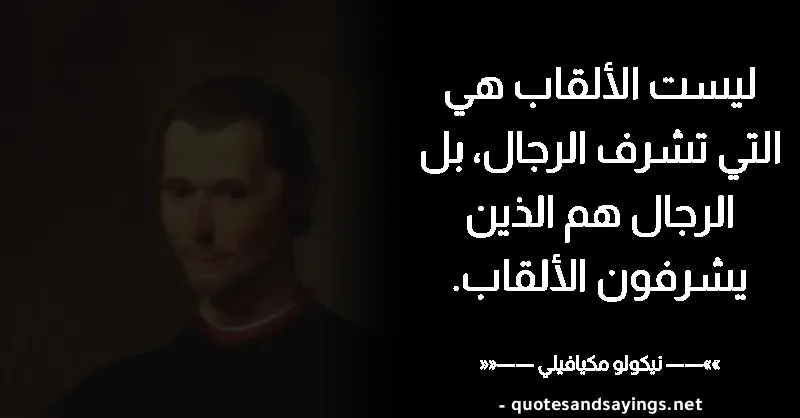 ليست الألقاب هي
التي تشرف الرجال، بل
الرجال هم الذين
يشرفون الألقاب.
»»——– نيكولو مكيافيلي ——–««
- quotesandsayings.net